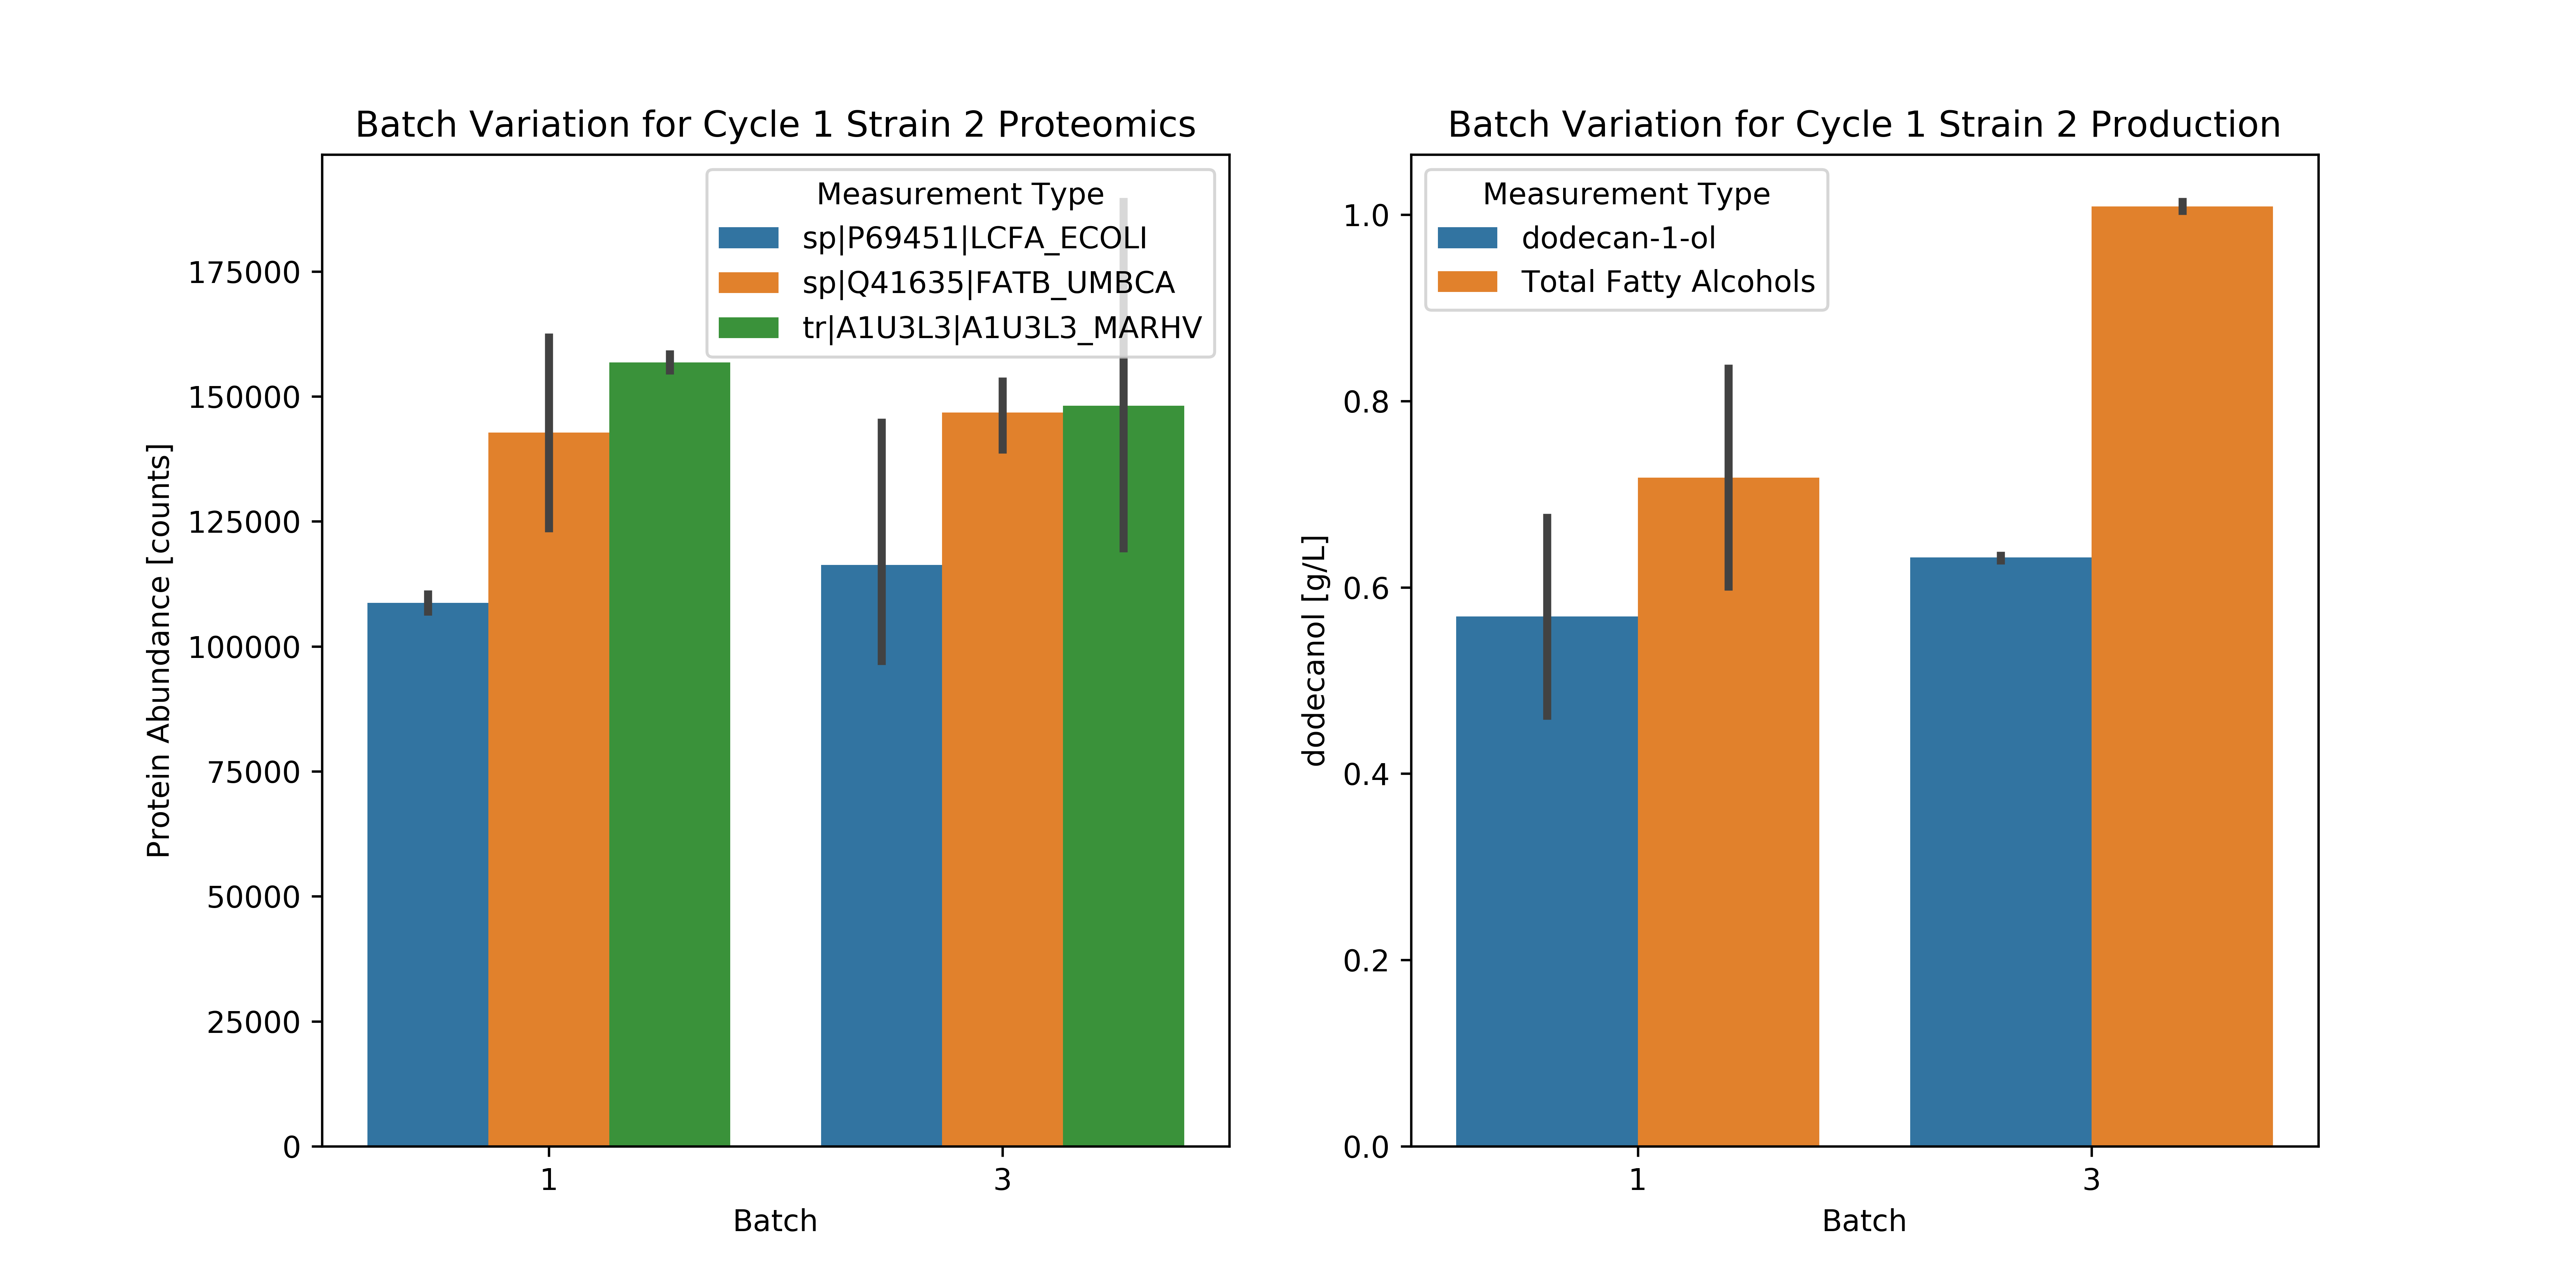 Batch Variation for Cycle 1 Strain 2 Proteomics
Measurement Type
sp|P69451|LCFA_ECOLI
sp|Q41635|FATB_UMBCA
tr|A1U3L3|A1U3L3_MARHV
Protein Abundance [counts]
175000
150000
125000
100000
75000
50000
25000
0
1
3
Batch
Batch Variation for Cycle 1 Strain 2 Production
Measurement Type
dodecan-1-ol
Total Fatty Alcohols
dodecanol [g/L]
1.0
0.8
0.6
0.4
0.2
0.0
1
3
Batch